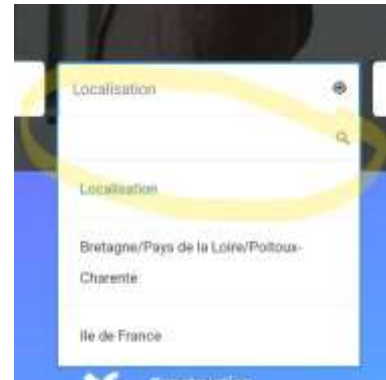 Localisation
Localisation
Bretagne/Pays de la Loire/Poitoux-
Charente
Ile de France